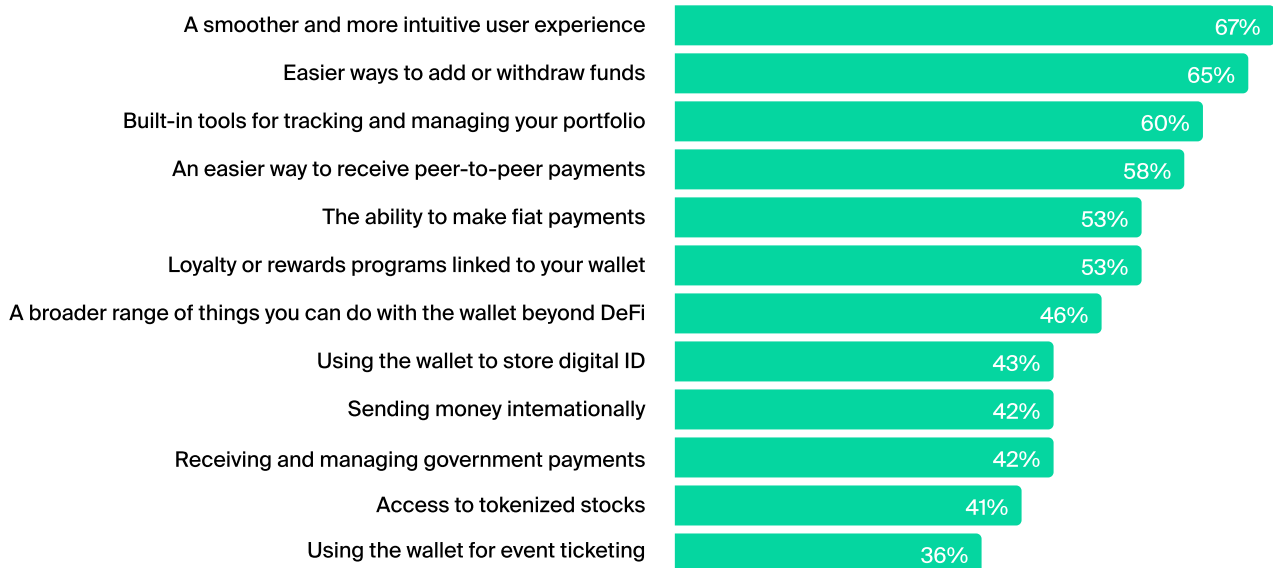 A smoother and more intuitive user experience 67%
Easier ways to add or withdraw funds 65%
Built-in tools for tracking and managing your portfolio 60%
An easier way to receive peer-to-peer payments 58%
The ability to make fiat payments 53%
Loyalty or rewards programs linked to your wallet 53%
A broader range of things you can do with the wallet beyond DeFi 46%
Using the wallet to store digital ID 43%
Sending money intemationally 42%
Receiving and managing government payments 42%
Access to tokenized stocks 41%
Using the wallet for event ticketing 36%